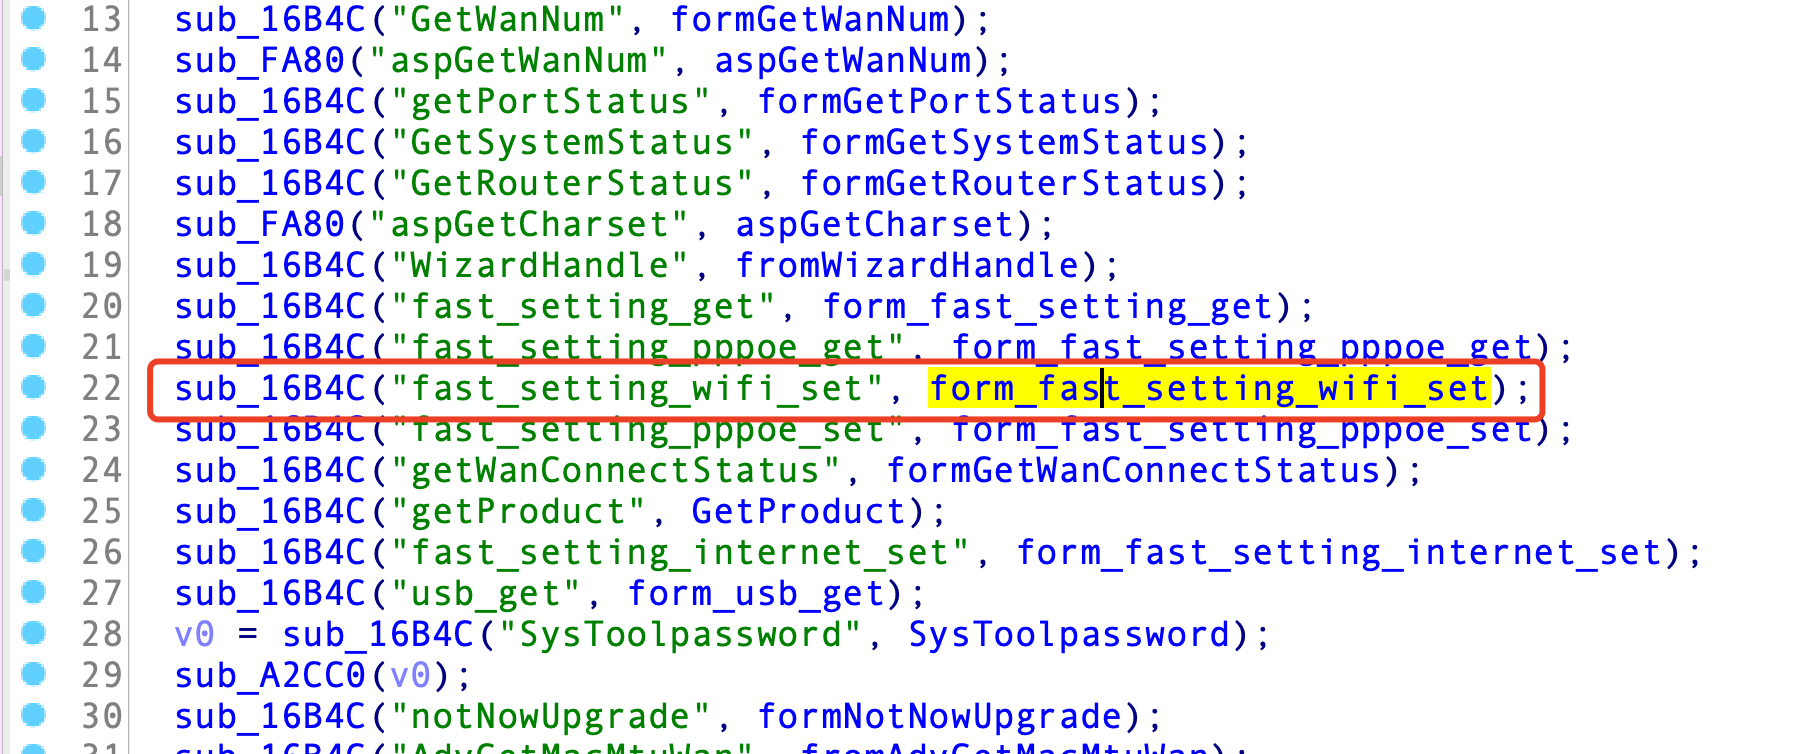 13 sub_16B4C("GetWanNum", formGetWanNum);
14 sub_FA80("aspGetWanNum", aspGetWanNum);
15 sub_16B4C("getPortStatus", formGetPortStatus);
16 sub_16B4C("GetSystemStatus", formGetSystemStatus);
17 sub_16B4C("GetRouterStatus", formGetRouterStatus);
18 sub_FA80("aspGetCharset", aspGetCharset);
19 sub_16B4C("WizardHandle", fromWizardHandle);
20 sub_16B4C("fast_setting_get", form_fast_setting_get);
21 sub_16B4C("fast_setting_pppoe_get", form_fast_setting_pppoe_get);
22 sub_16B4C("fast_setting_wifi_set", form_fast_setting_wifi_set);
23 sub_16B4C("fast_setting_pppoe_set", form_fast_setting_pppoe_set);
24 sub_16B4C("getWanConnectStatus", formGetWanConnectStatus);
25 sub_16B4C("getProduct", GetProduct);
26 sub_16B4C("fast_setting_internet_set", form_fast_setting_internet_set);
27 sub_16B4C("usb_get", form_usb_get);
28 v0 = sub_16B4C("SysToolpassword", SysToolpassword);
29 sub_A2CC0(v0);
30 sub_16B4C("notNowUpgrade", formNotNowUpgrade);
31 sub_16B4C("AdvGetMacMtuWan", fromAdvGetMacMtuWan);